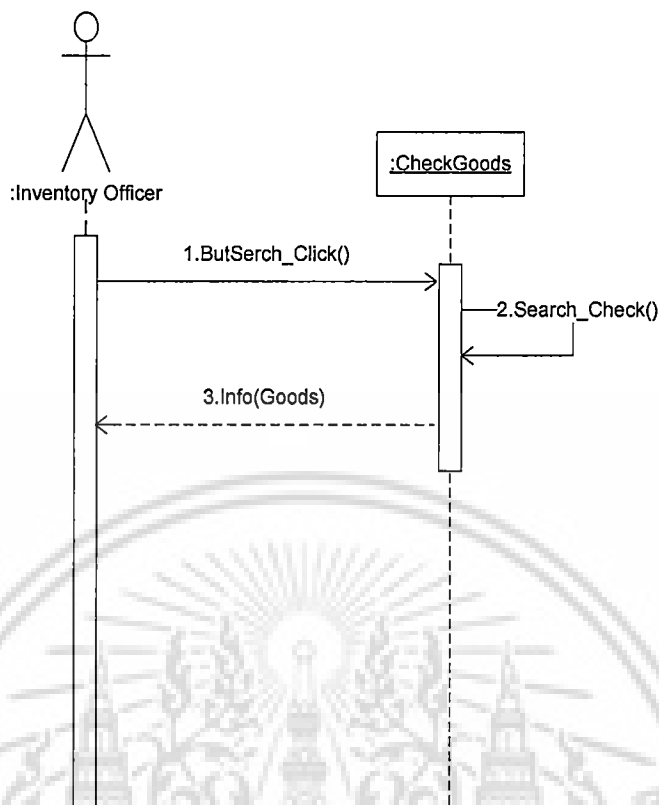 :Inventory Officer
:CheckGoods
1.ButSerch_Click()
2.Search_Check()
3.Info(Goods)